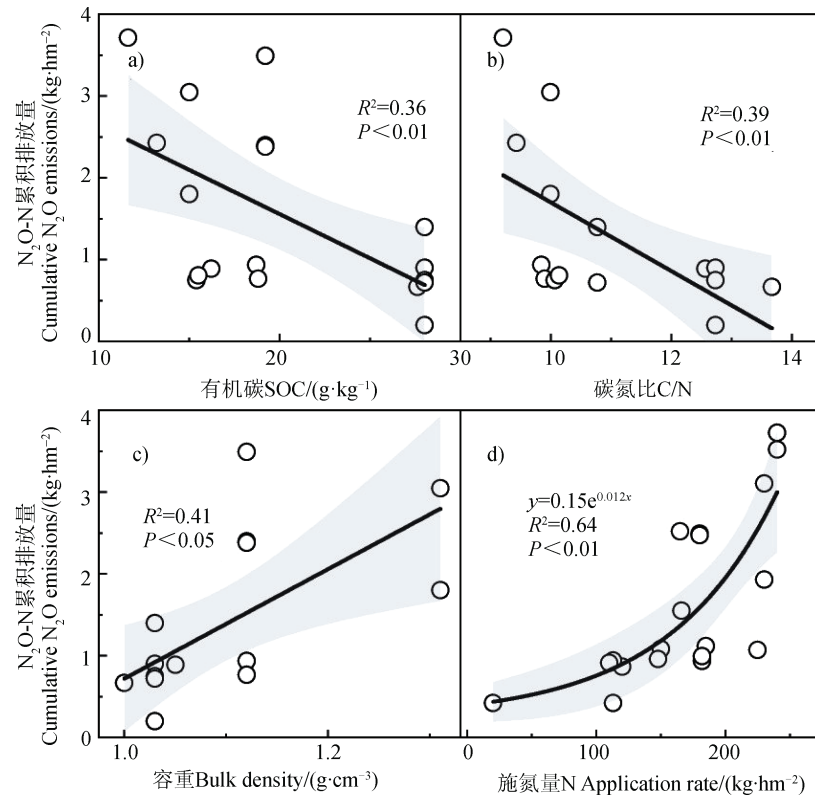 4
3
2
1
0
N₂O-N累积排放量
Cumulative N₂O emissions/(kg·hm⁻²)
a)
R²=0.36
P<0.01
10
20
30
有机碳SOC/(g·kg⁻¹)
b)
R²=0.39
P<0.01
10
12
14
碳氮比C/N
4
3
2
1
0
N₂O-N累积排放量
Cumulative N₂O emissions/(kg·hm⁻²)
c)
R²=0.41
P<0.05
1.0
1.2
容重Bulk density/(g·cm⁻³)
d)
y=0.15e⁰·⁰¹²ˣ
R²=0.64
P<0.01
0
100
200
施氮量N Application rate/(kg·hm⁻²)